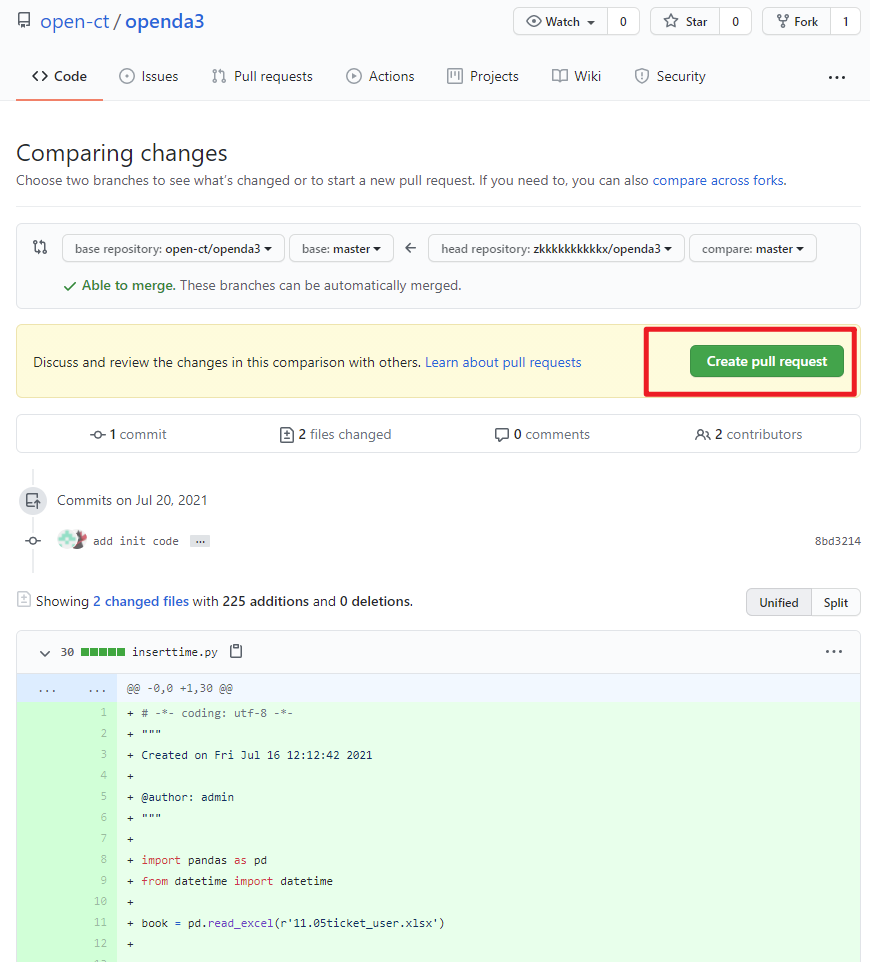 open-ct / openda3
Watch 0 Star 0 Fork 1
Code Issues Pull requests Actions Projects Wiki Security ...
Comparing changes
Choose two branches to see what's changed or to start a new pull request. If you need to, you can also compare across forks.
base repository: open-ct/openda3 base: master head repository: zkkkkkkkkkkx/openda3 compare: master
Able to merge. These branches can be automatically merged.
Discuss and review the changes in this comparison with others. Learn about pull requests Create pull request
1 commit 2 files changed 0 comments 2 contributors
Commits on Jul 20, 2021
add init code ... 8bd3214
Showing 2 changed files with 225 additions and 0 deletions. Unified Split
30 inserttime.py ...
... ... @@ -0,0 +1,30 @@
1 + # -*- coding: utf-8 -*-
2 + """
3 + Created on Fri Jul 16 12:12:42 2021
4 +
5 + @author: admin
6 + """
7 +
8 + import pandas as pd
9 + from datetime import datetime
10 +
11 + book = pd.read_excel(r'11.05ticket_user.xlsx')
12 +